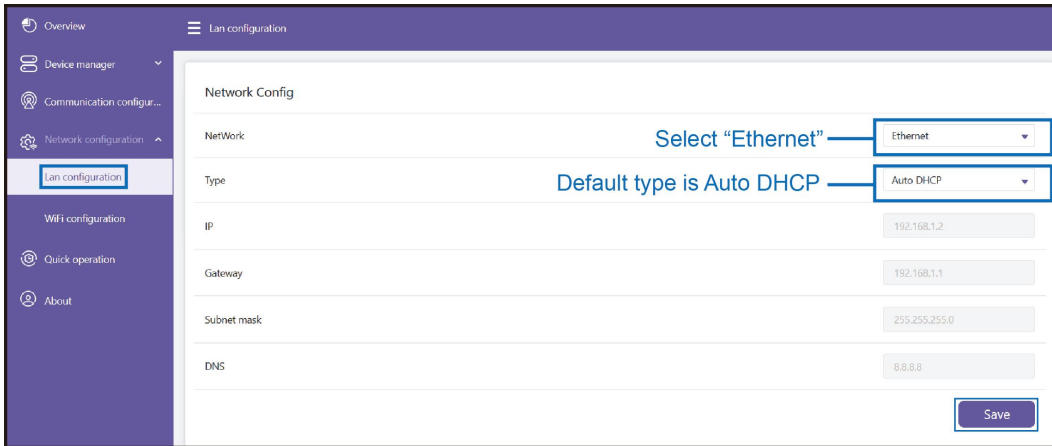 Overview
Lan configuration
Device manager
Communication configur...
Network configuration
Lan configuration
WiFi configuration
Quick operation
About
Network Config
NetWork
Select “Ethernet”
Ethernet
Type
Default type is Auto DHCP
Auto DHCP
IP
192.168.1.2
Gateway
192.168.1.1
Subnet mask
255.255.255.0
DNS
8.8.8.8
Save